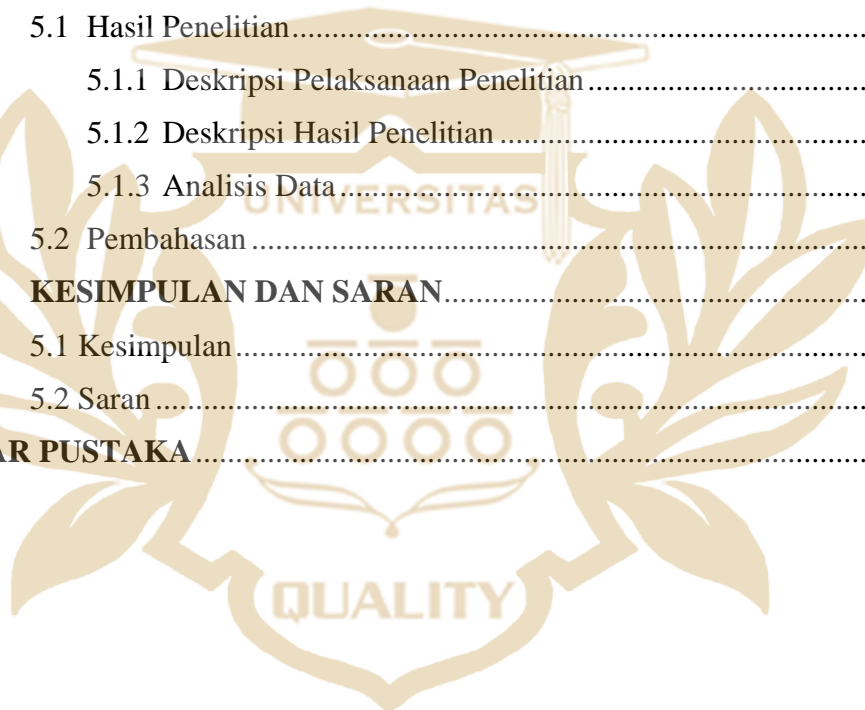 5.1 Hasil Penelitian
5.1.1 Deskripsi Pelaksanaan Penelitian
5.1.2 Deskripsi Hasil Penelitian
5.1.3 Analisis Data
UNIVERSITAS
5.2 Pembahasan
KESIMPULAN DAN SARAN
5.1 Kesimpulan
5.2 Saran
AR PUSTAKA
QUALITY